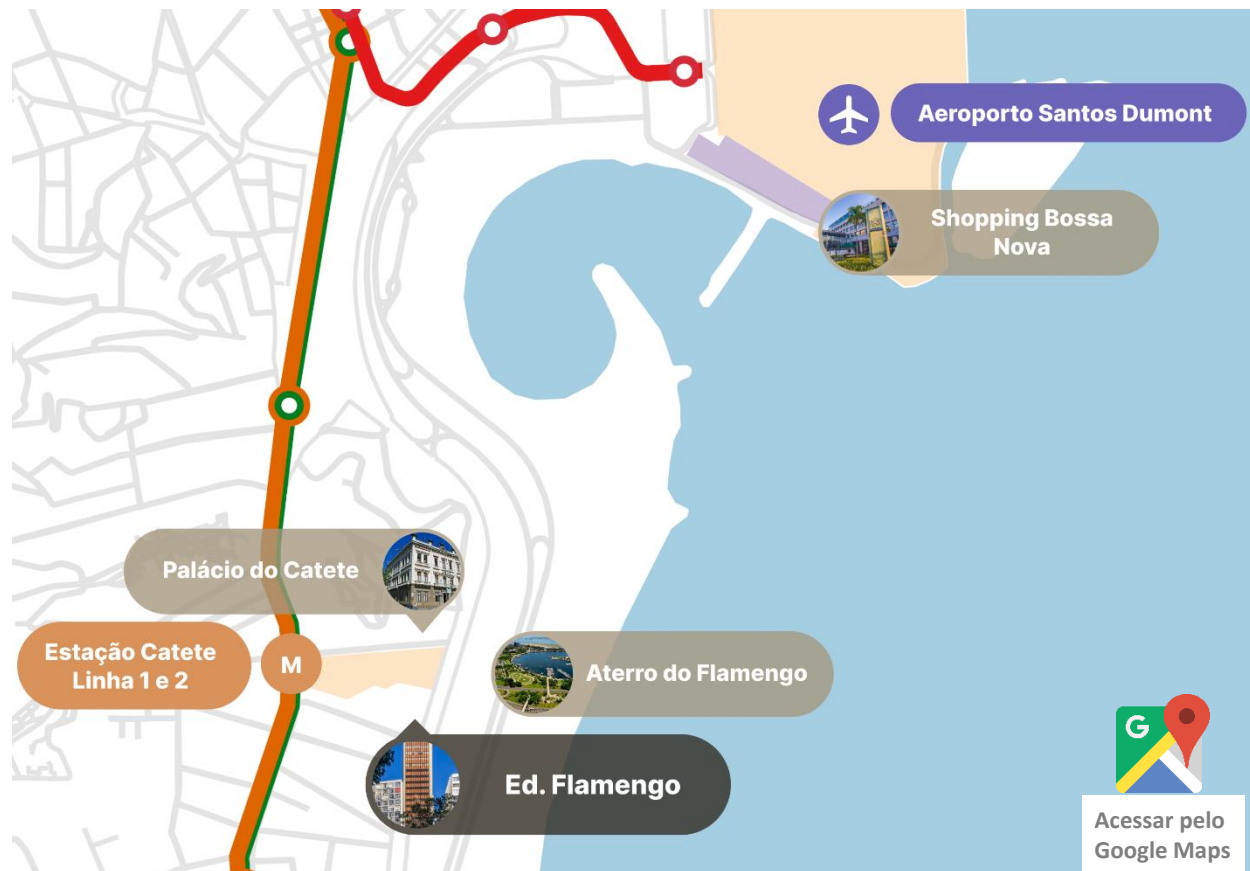 Aeroporto Santos Dumont
Shopping Bossa
Nova
Palácio do Catete
Estação Catete
Linha 1 e 2
M
Aterro do Flamengo
Ed. Flamengo
G
Acessar pelo
Google Maps